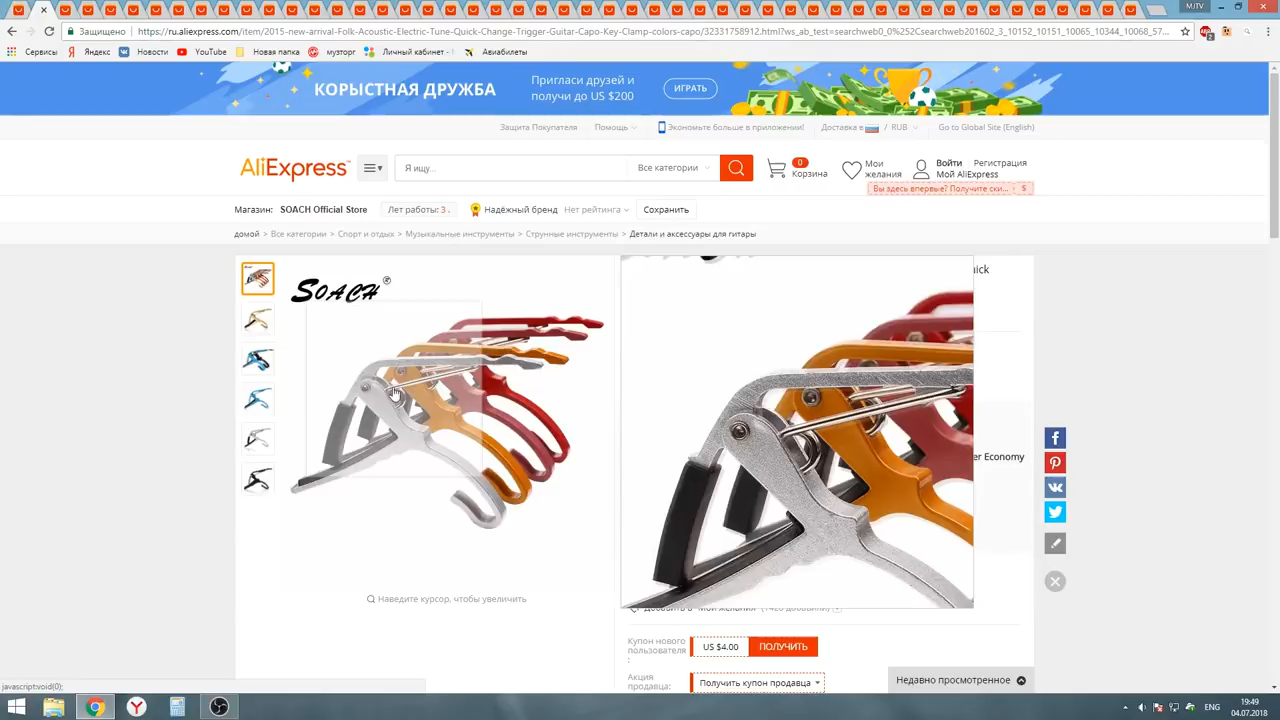 MJTV
Защищено
https://ru.aliexpress.com/item/2015-new-arrival-Folk-Acoustic-Electric-Tune-Quick-Change-Trigger-Guitar-Capo-Key-Clamp-colors-capo/32331758912.html?ws_ab_test=searchweb0_0%252Csearchweb201602_3_10152_10151_10065_10344_10068_57...
2
Сервисы
Яндекс
Новости
YouTube
Новая папка
музторг
Личный кабинет -
Авиабилеты
КОРЫСТНАЯ ДРУЖБА
Пригласи друзей и
получи до US $200
ИГРАТЬ
Защита Покупателя
Помощь
Экономьте больше в приложении!
Доставка в
/ RUB
Go to Global Site (English)
AliExpress™
Я ищу...
Все категории
0
Корзина
Мои
желания
Войти
Регистрация
Мой AliExpress
Вы здесь впервые? Получите ски...
$
Магазин:
SOACH Official Store
Лет работы: 3 .
Надёжный бренд
Нет рейтинга
Сохранить
домой > Все категории > Спорт и отдых > Музыкальные инструменты > Струнные инструменты > Детали и аксессуары для гитары
SOACH®
ick
er Economy
Наведите курсор, чтобы увеличить
Купон нового
пользователя
:
US $4.00
ПОЛУЧИТЬ
Акция
продавца:
Получить купон продавца
Недавно просмотренное
javascript:void(0);
ENG
19:49
04.07.2018